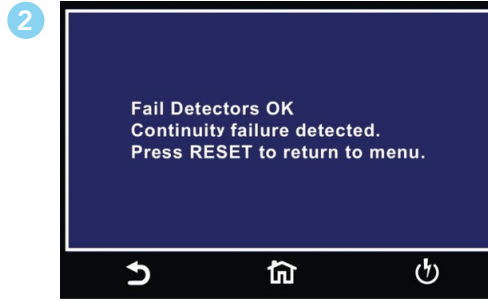 2
Fail Detectors OK
Continuity failure detected.
Press RESET to return to menu.